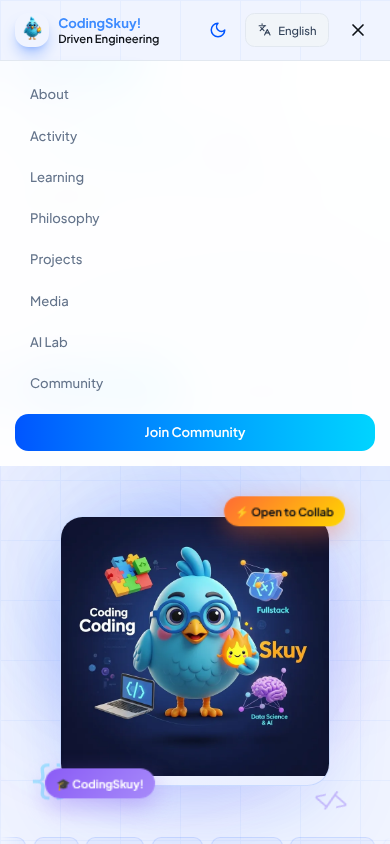 CodingSkuy!
Driven Engineering
English
About
Activity
Learning
Philosophy
Projects
Media
AI Lab
Community
Join Community
⚡ Open to Collab
Coding
Coding
Fullstack
Skuy
</>
Data Science
& AI
{
🎓 CodingSkuy!
</>